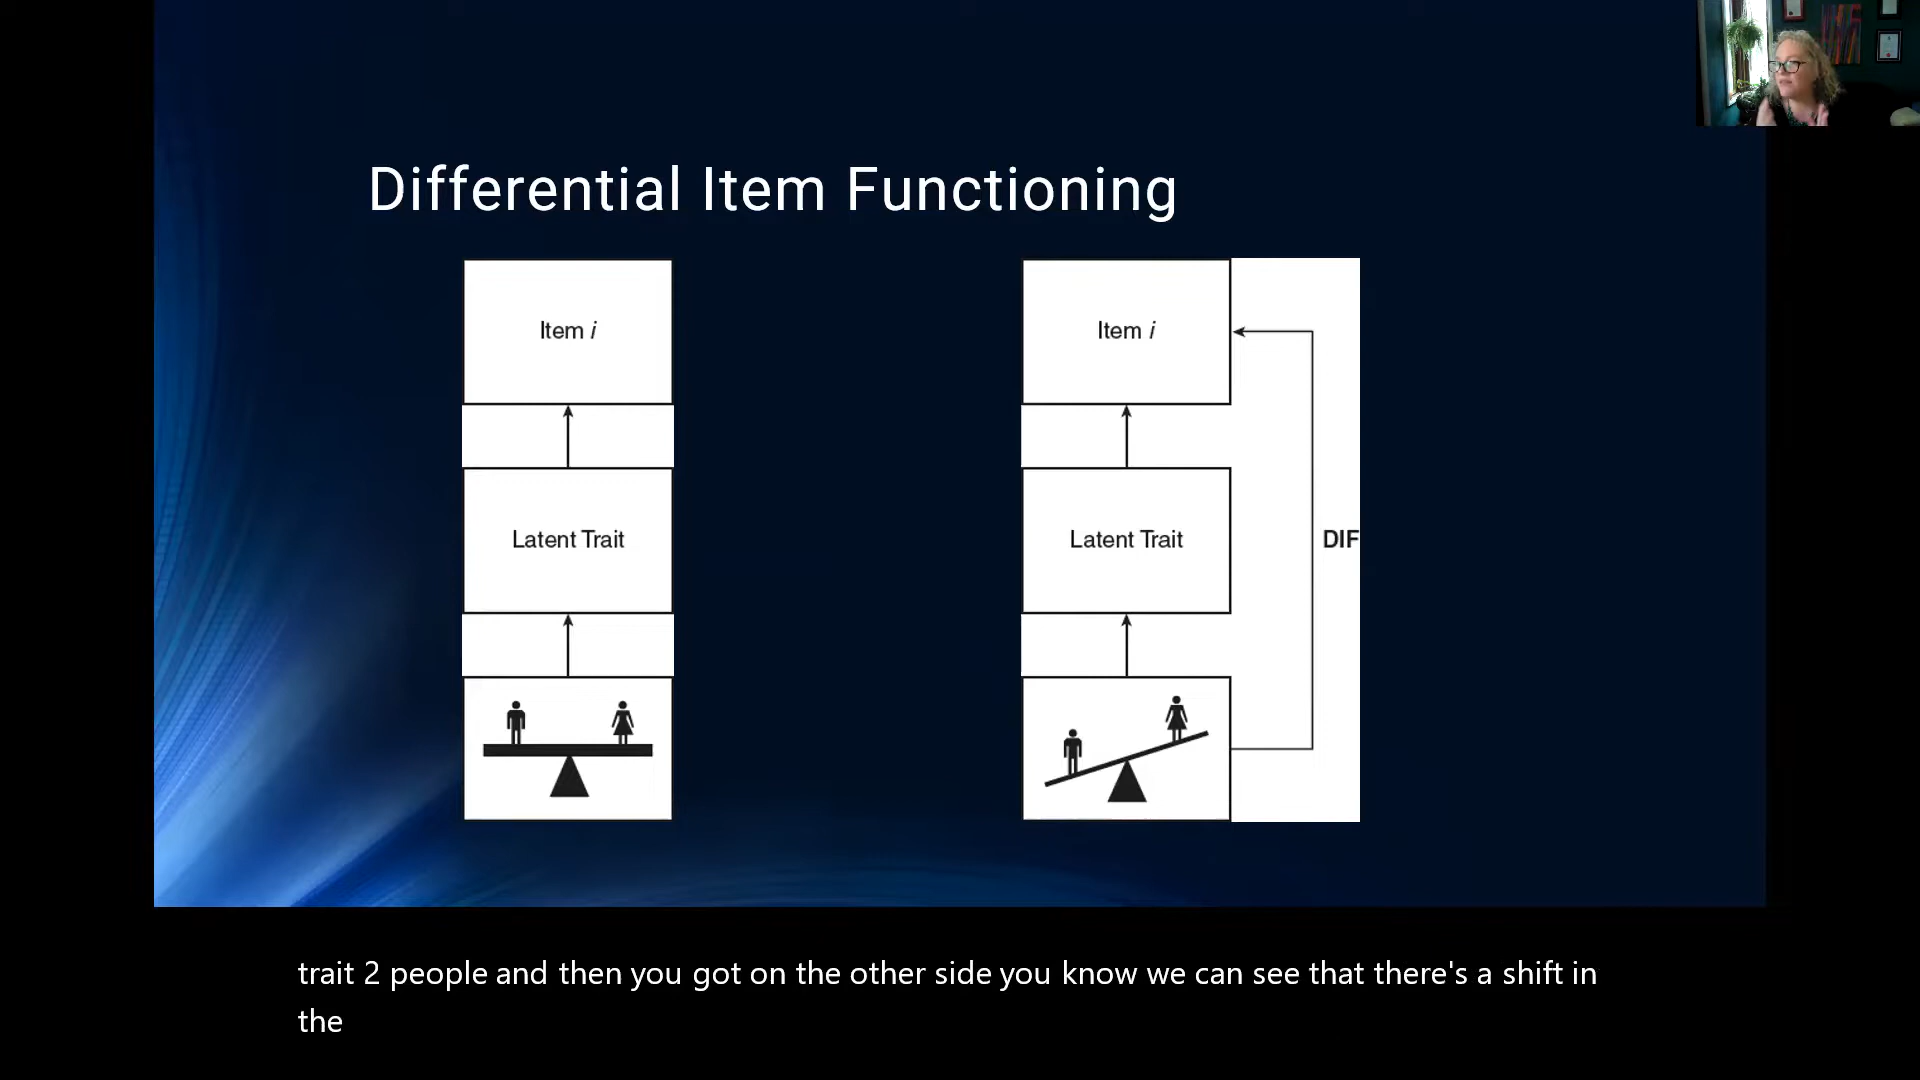 Differential Item Functioning
Item i
Latent Trait
Item i
Latent Trait
DIF
trait 2 people and then you got on the other side you know we can see that there's a shift in
the